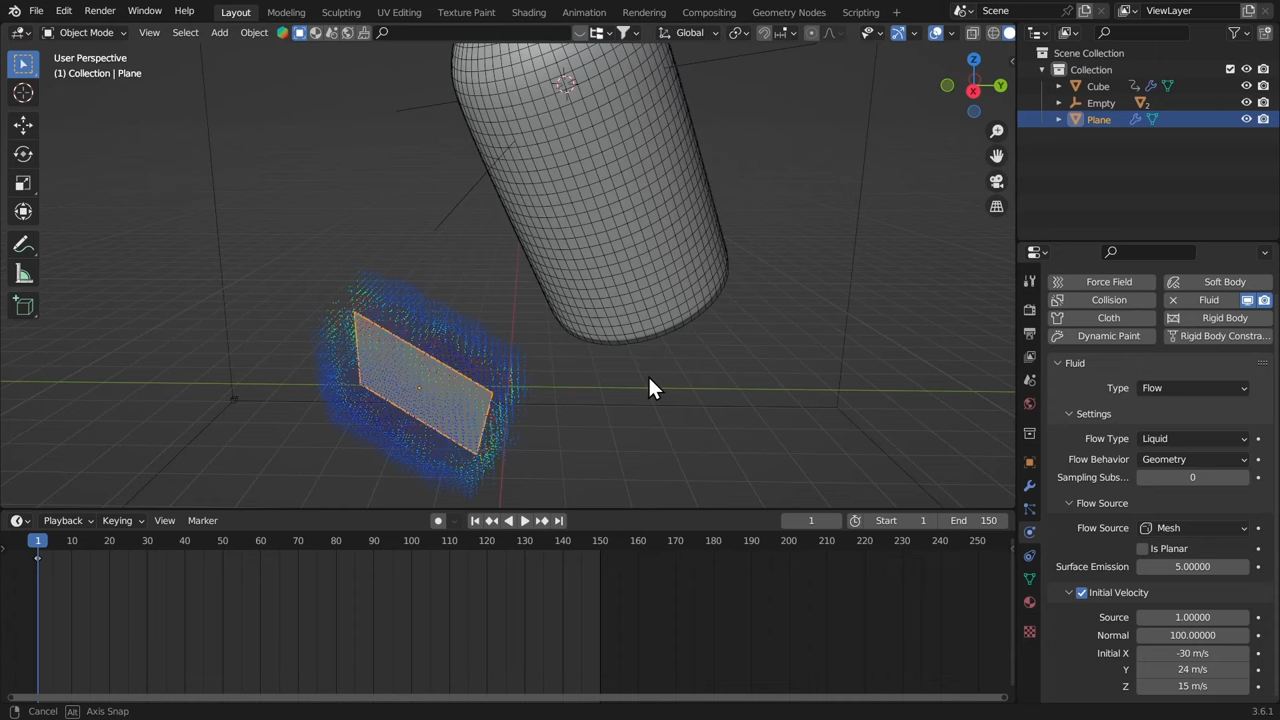 File Edit Render Window Help Layout Modeling Sculpting UV Editing Texture Paint Shading Animation Rendering Compositing Geometry Nodes Scripting + Scene ViewLayer
Object Mode View Select Add Object Global
User Perspective
(1) Collection | Plane
Z
Y
X
Scene Collection
Collection
Cube
Empty 2
Plane
Force Field Soft Body
Collision Fluid
Cloth Rigid Body
Dynamic Paint Rigid Body Constra...
Fluid
Type Flow
Settings
Flow Type Liquid
Flow Behavior Geometry
Sampling Subs... 0
Flow Source
Flow Source Mesh
Is Planar
Surface Emission 5.00000
Initial Velocity
Source 1.00000
Normal 100.00000
Initial X -30 m/s
Y 24 m/s
Z 15 m/s
Playback Keying View Marker 1 Start 1 End 150
1 10 20 30 40 50 60 70 80 90 100 110 120 130 140 150 160 170 180 190 200 210 220 230 240 250
Cancel Alt Axis Snap 3.6.1